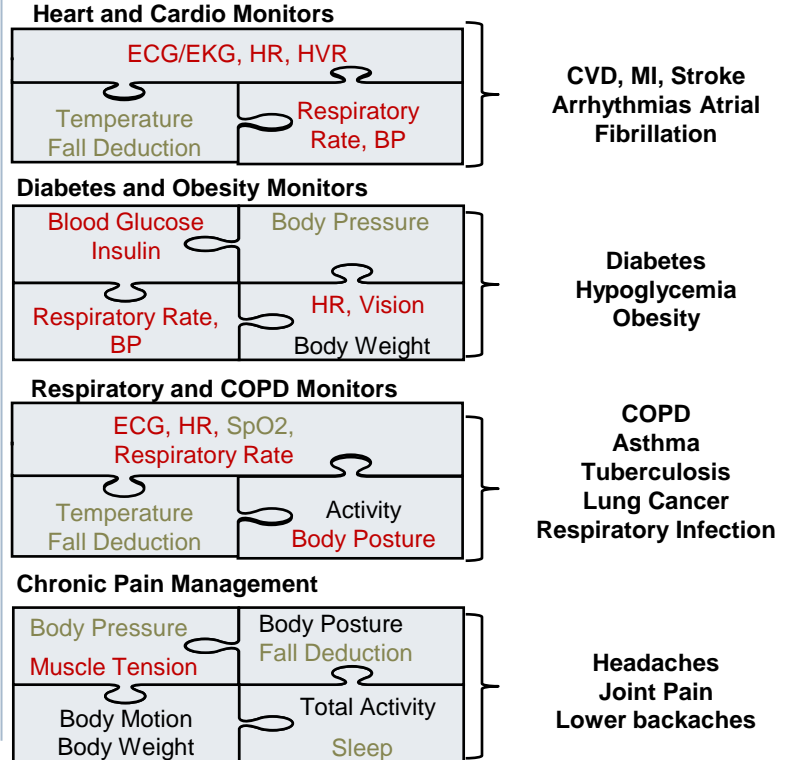 Heart and Cardio Monitors
ECG/EKG, HR, HVR
Temperature
Fall Deduction
Respiratory
Rate, BP
CVD, MI, Stroke
Arrhythmias Atrial
Fibrillation
Diabetes and Obesity Monitors
Blood Glucose
Insulin
Body Pressure
Respiratory Rate,
BP
HR, Vision
Body Weight
Diabetes
Hypoglycemia
Obesity
Respiratory and COPD Monitors
ECG, HR, SpO2,
Respiratory Rate
Temperature
Fall Deduction
Activity
Body Posture
COPD
Asthma
Tuberculosis
Lung Cancer
Respiratory Infection
Chronic Pain Management
Body Pressure
Muscle Tension
Body Posture
Fall Deduction
Body Motion
Body Weight
Total Activity
Sleep
Headaches
Joint Pain
Lower backaches